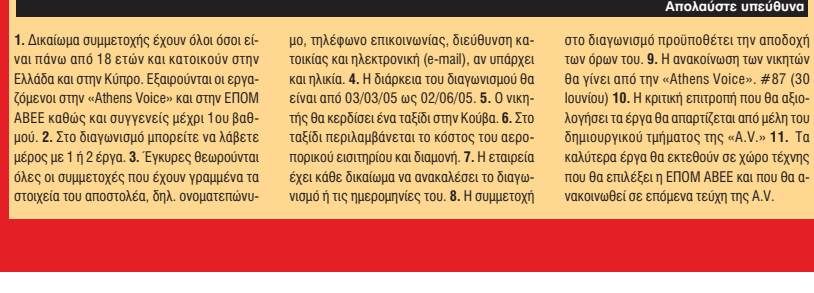 Απολαύστε υπεύθυνα
1. Δικαίωμα συμμετοχής έχουν όλοι όσοι εί-
ναι πάνω από 18 ετών και κατοικούν στην
Ελλάδα και στην Κύπρο. Εξαιρούνται οι εργα-
ζόμενοι στην «Athens Voice» και στην ΕΠΟΜ
ΑΒΕΕ καθώς και συγγενείς μέχρι 1ου βαθ-
μού. 2. Στο διαγωνισμό μπορείτε να λάβετε
μέρος με 1 ή 2 έργα. 3. Έγκυρες θεωρούνται
όλες οι συμμετοχές που έχουν γραμμένα τα
στοιχεία του αποστολέα, δηλ. ονοματεπώνυ-
μο, τηλέφωνο επικοινωνίας, διεύθυνση κα-
τοικίας και ηλεκτρονική (e-mail), αν υπάρχει
και ηλικία. 4. Η διάρκεια του διαγωνισμού θα
είναι από 03/03/05 ως 02/06/05. 5. Ο νικη-
τής θα κερδίσει ένα ταξίδι στην Κούβα. 6. Στο
ταξίδι περιλαμβάνεται το κόστος του αερο-
πορικού εισιτηρίου και διαμονή. 7. Η εταιρεία
έχει κάθε δικαίωμα να ανακαλέσει το διαγω-
νισμό ή τις ημερομηνίες του. 8. Η συμμετοχή
στο διαγωνισμό προϋποθέτει την αποδοχή
των όρων του. 9. Η ανακοίνωση των νικητών
θα γίνει από την «Athens Voice». #87 (30
Ιουνίου) 10. Η κριτική επιτροπή που θα αξιο-
λογήσει τα έργα θα απαρτίζεται από μέλη του
δημιουργικού τμήματος της «A.V.» 11. Τα
καλύτερα έργα θα εκτεθούν σε χώρο τέχνης
που θα επιλέξει η ΕΠΟΜ ΑΒΕΕ και που θα α-
νακοινωθεί σε επόμενα τεύχη της A.V.